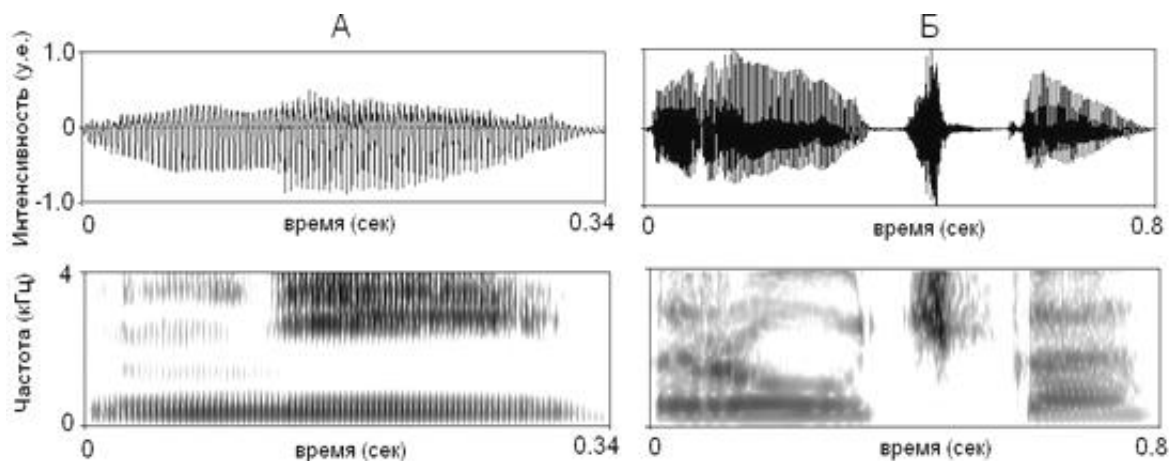 А
Б
Интенсивность (у.е.)
1.0
0
-1.0
0
время (сек)
0.34
0
время (сек)
0.8
Частота (кГц)
4
0
0
время (сек)
0.34
0
время (сек)
0.8